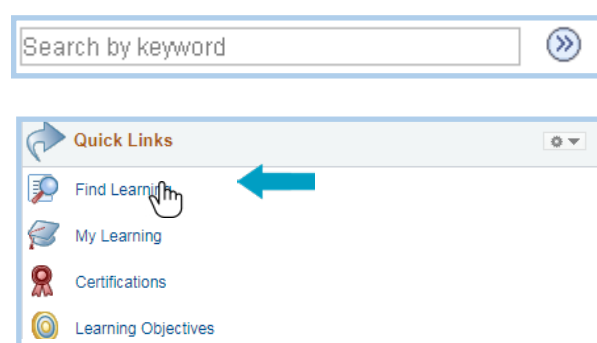 Search by keyword
Quick Links
Find Learning
My Learning
Certifications
Learning Objectives